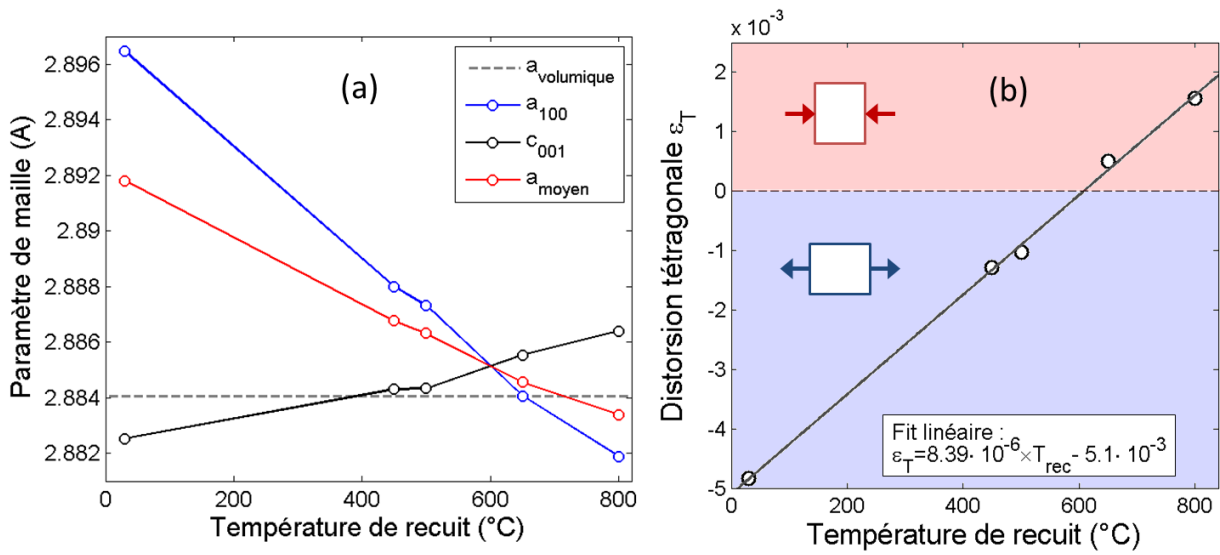 (a)
2.896
2.894
2.892
2.89
2.888
2.886
2.884
2.882
Paramètre de maille (A)
0 200 400 600 800
Température de recuit (°C)
a_volumique
a_100
c_001
a_moyen
(b)
x 10^-3
2
1
0
-1
-2
-3
-4
-5
Distorsion tétragonale ε_T
0 200 400 600 800
Température de recuit (°C)
Fit linéaire :
ε_T=8.39· 10^-6×T_rec- 5.1· 10^-3